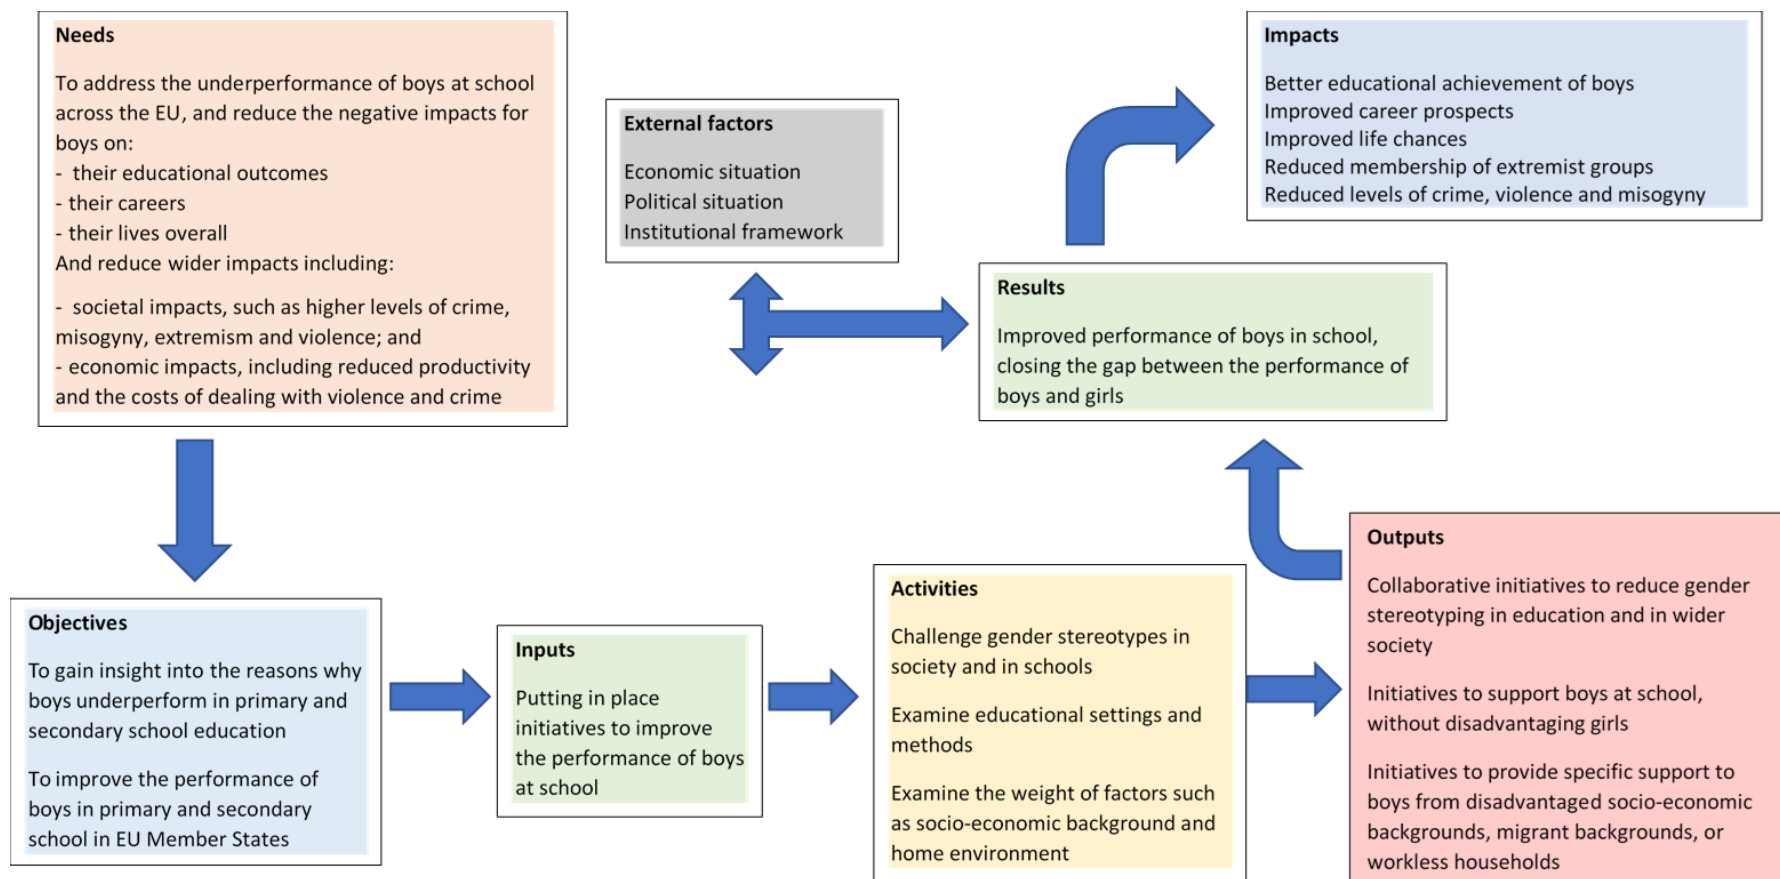 Needs
To address the underperformance of boys at school
across the EU, and reduce the negative impacts for
boys on:
- their educational outcomes
- their careers
- their lives overall
And reduce wider impacts including:
- societal impacts, such as higher levels of crime,
misogyny, extremism and violence; and
- economic impacts, including reduced productivity
and the costs of dealing with violence and crime
External factors
Economic situation
Political situation
Institutional framework
Impacts
Better educational achievement of boys
Improved career prospects
Improved life chances
Reduced membership of extremist groups
Reduced levels of crime, violence and misogyny
Results
Improved performance of boys in school,
closing the gap between the performance of
boys and girls
Objectives
To gain insight into the reasons why
boys underperform in primary and
secondary school education
To improve the performance of
boys in primary and secondary
school in EU Member States
Inputs
Putting in place
initiatives to improve
the performance of boys
at school
Activities
Challenge gender stereotypes in
society and in schools
Examine educational settings and
methods
Examine the weight of factors such
as socio-economic background and
home environment
Outputs
Collaborative initiatives to reduce gender
stereotyping in education and in wider
society
Initiatives to support boys at school,
without disadvantaging girls
Initiatives to provide specific support to
boys from disadvantaged socio-economic
backgrounds, migrant backgrounds, or
workless households